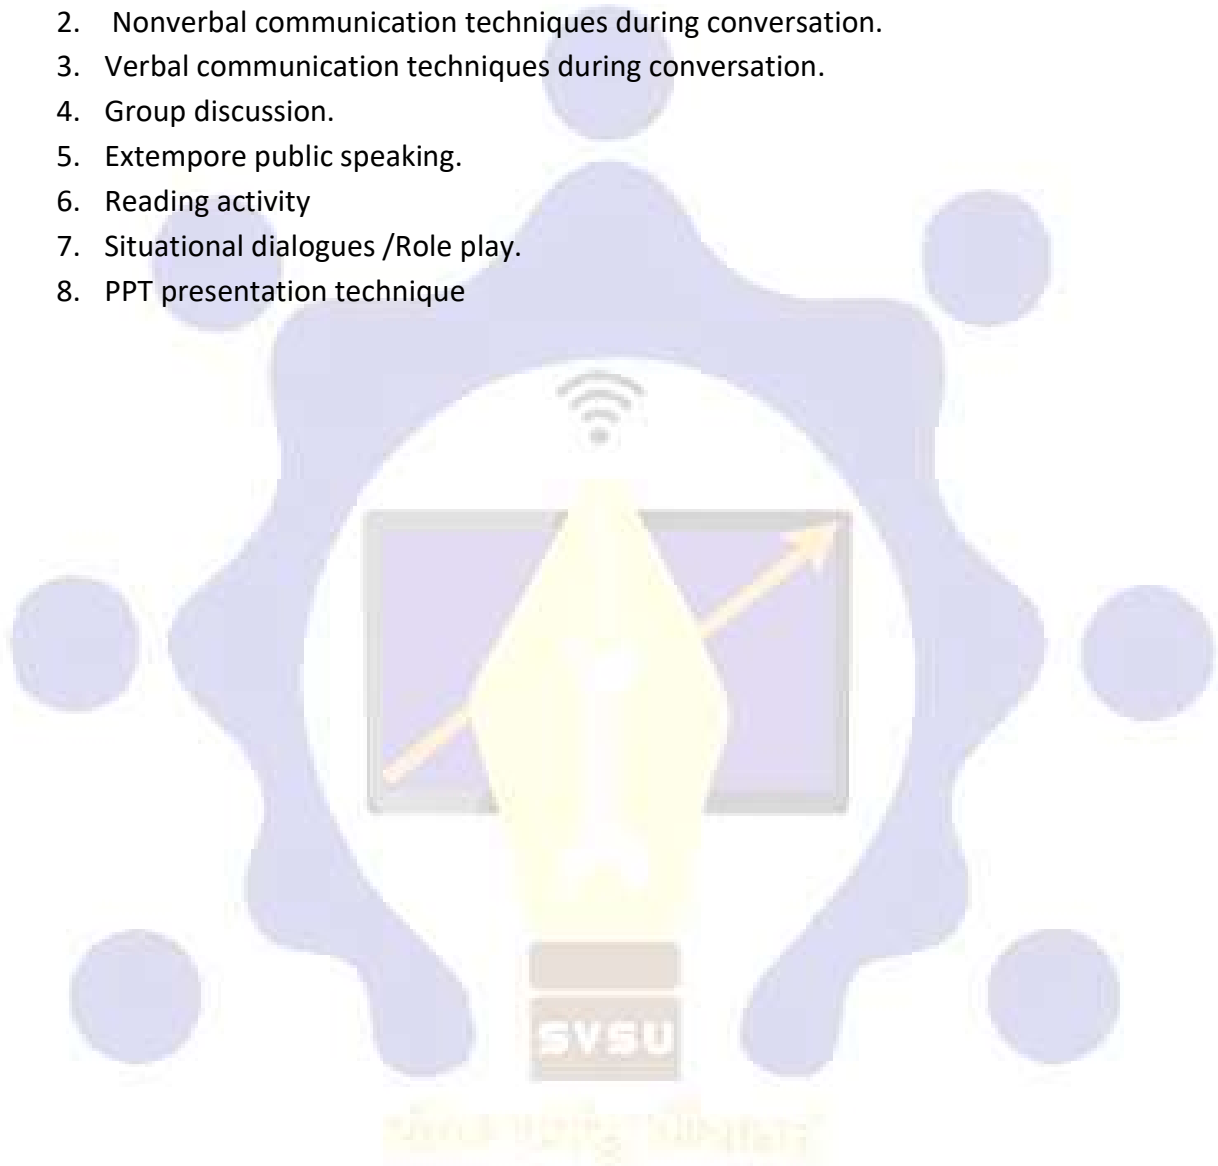 2. Nonverbal communication techniques during conversation.
3. Verbal communication techniques during conversation.
4. Group discussion.
5. Extempore public speaking.
6. Reading activity
7. Situational dialogues /Role play.
8. PPT presentation technique
SVSU